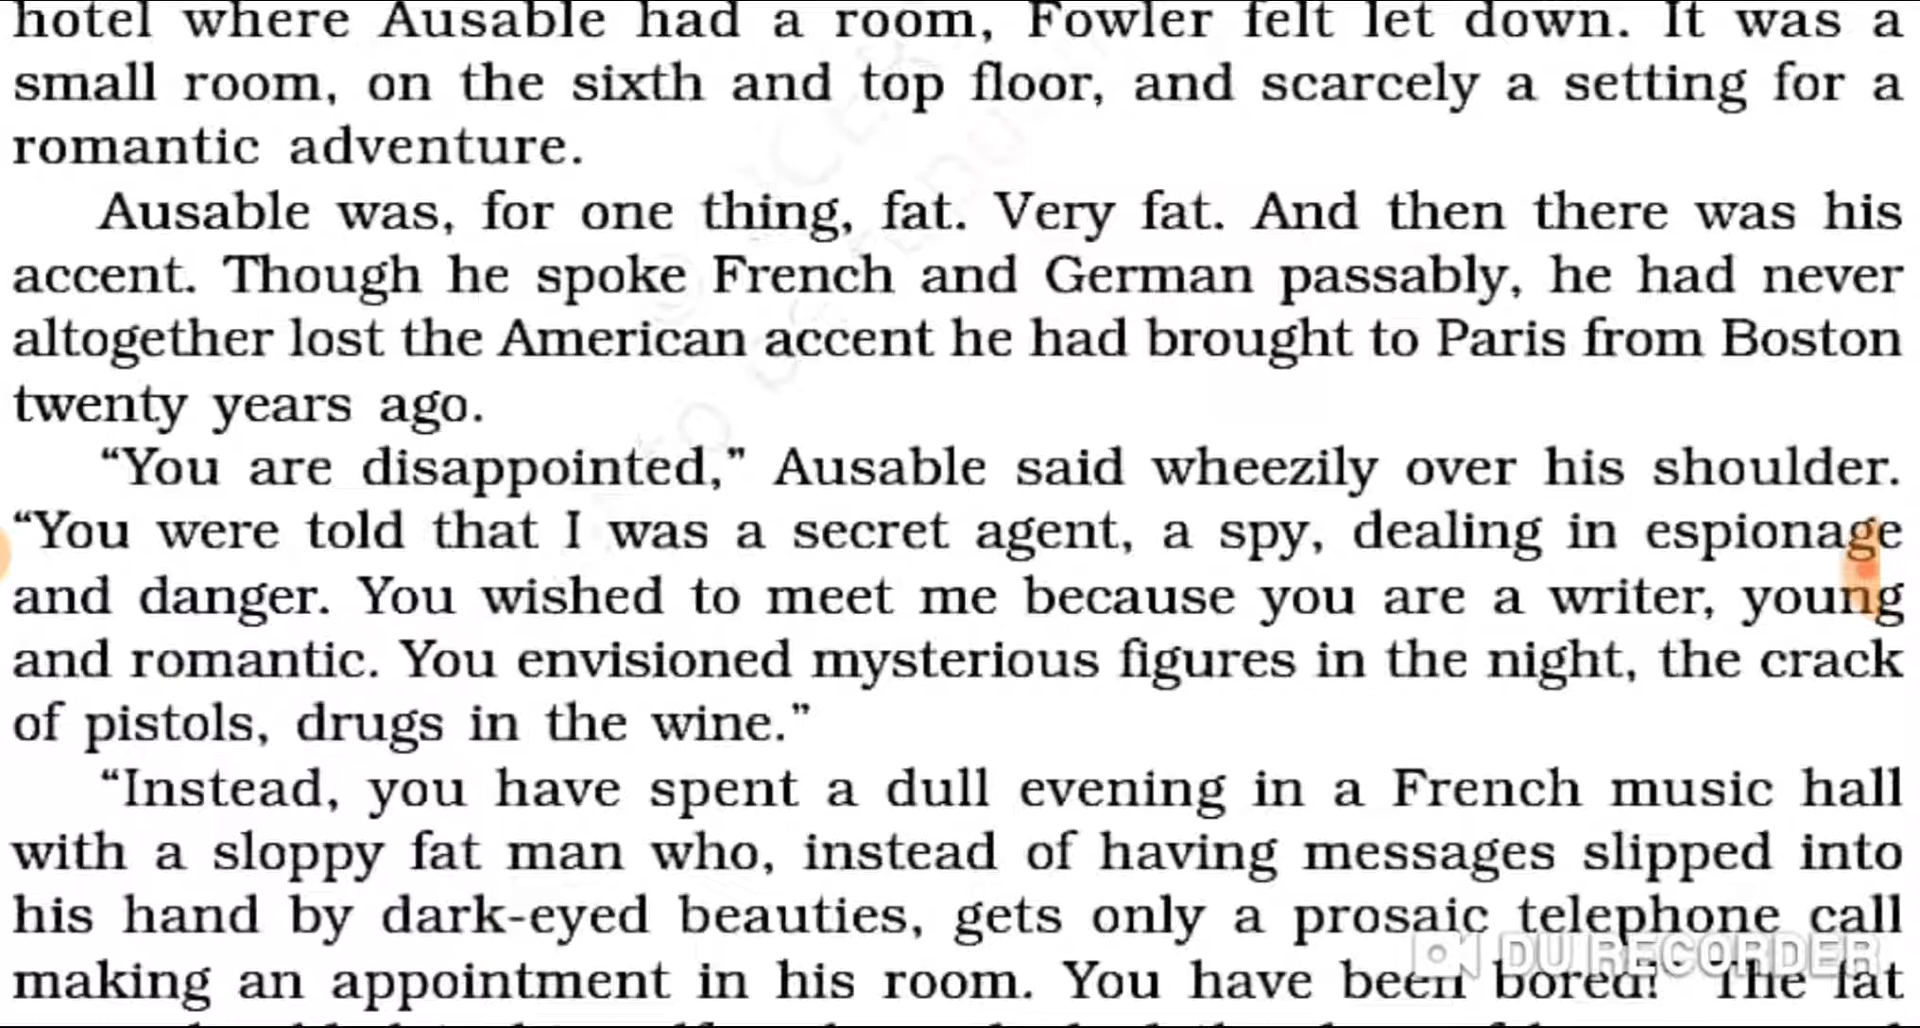 hotel where Ausable had a room, Fowler felt let down. It was a
small room, on the sixth and top floor, and scarcely a setting for a
romantic adventure.
Ausable was, for one thing, fat. Very fat. And then there was his
accent. Though he spoke French and German passably, he had never
altogether lost the American accent he had brought to Paris from Boston
twenty years ago.
“You are disappointed,” Ausable said wheezily over his shoulder.
“You were told that I was a secret agent, a spy, dealing in espionage
and danger. You wished to meet me because you are a writer, young
and romantic. You envisioned mysterious figures in the night, the crack
of pistols, drugs in the wine.”
“Instead, you have spent a dull evening in a French music hall
with a sloppy fat man who, instead of having messages slipped into
his hand by dark-eyed beauties, gets only a prosaic telephone call
making an appointment in his room. You have been bored!” The fat
DU RECORDER